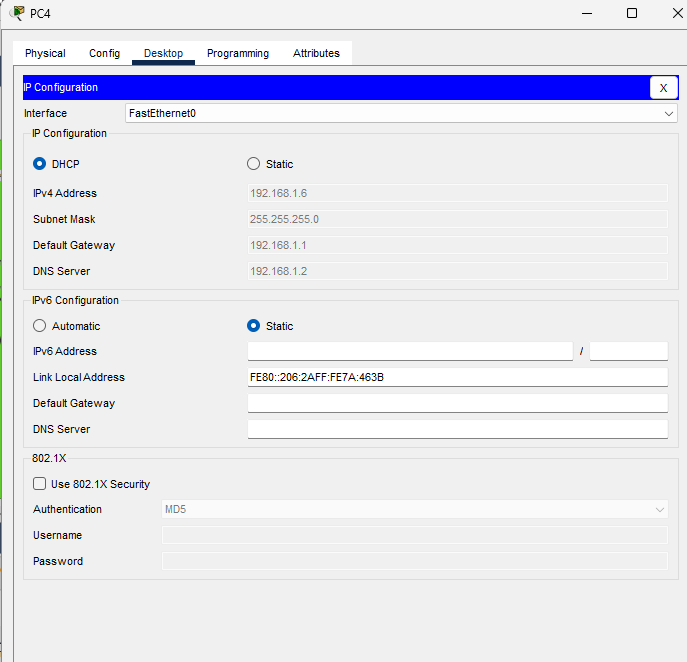 PC4
Physical Config Desktop Programming Attributes
IP Configuration X
Interface FastEthernet0
IP Configuration
DHCP Static
IPv4 Address 192.168.1.6
Subnet Mask 255.255.255.0
Default Gateway 192.168.1.1
DNS Server 192.168.1.2
IPv6 Configuration
Automatic Static
IPv6 Address /
Link Local Address FE80::206:2AFF:FE7A:463B
Default Gateway
DNS Server
802.1X
Use 802.1X Security
Authentication MD5
Username
Password